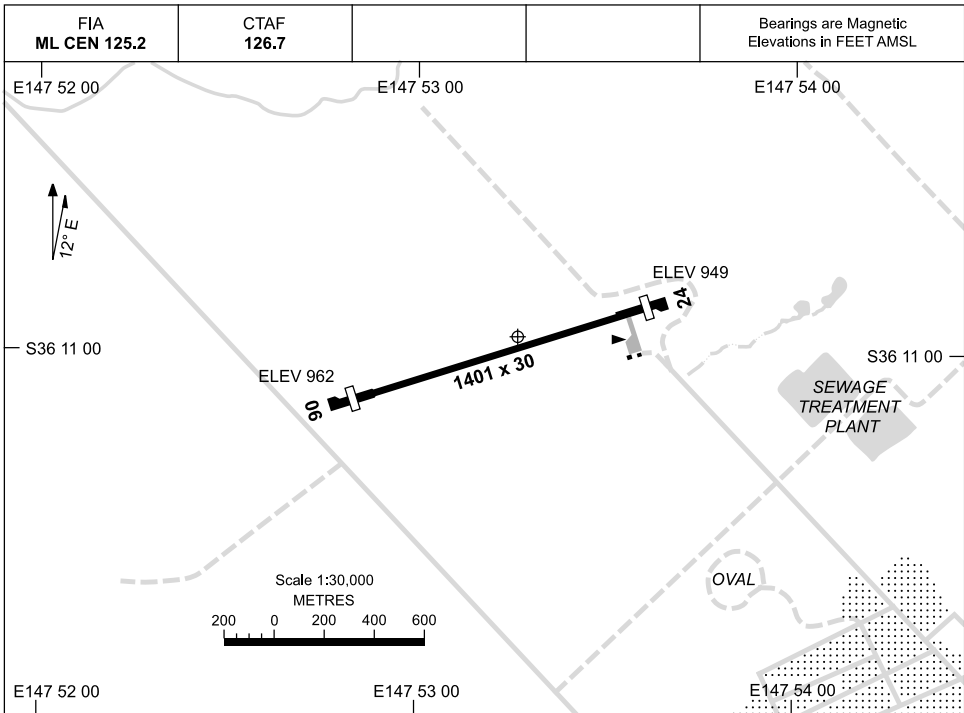 FIA
ML CEN 125.2
CTAF
126.7
Bearings are Magnetic
Elevations in FEET AMSL
E147 52 00
E147 53 00
E147 54 00
12° E
ELEV 949
24
S36 11 00
S36 11 00
ELEV 962
1401 x 30
06
SEWAGE
TREATMENT
PLANT
Scale 1:30,000
METRES
200 0 200 400 600
OVAL
E147 52 00
E147 53 00
E147 54 00